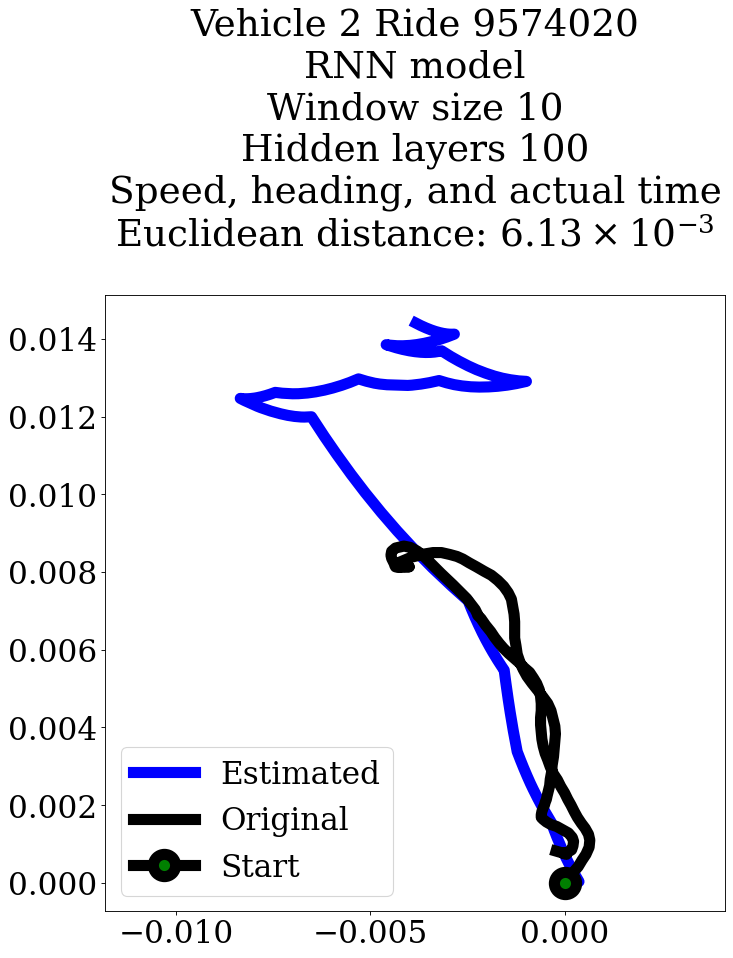 Vehicle 2 Ride 9574020
RNN model
Window size 10
Hidden layers 100
Speed, heading, and actual time
Euclidean distance: 6.13 × 10⁻³
0.014
0.012
0.010
0.008
0.006
0.004
0.002
0.000
Estimated
Original
Start
−0.010 −0.005 0.000